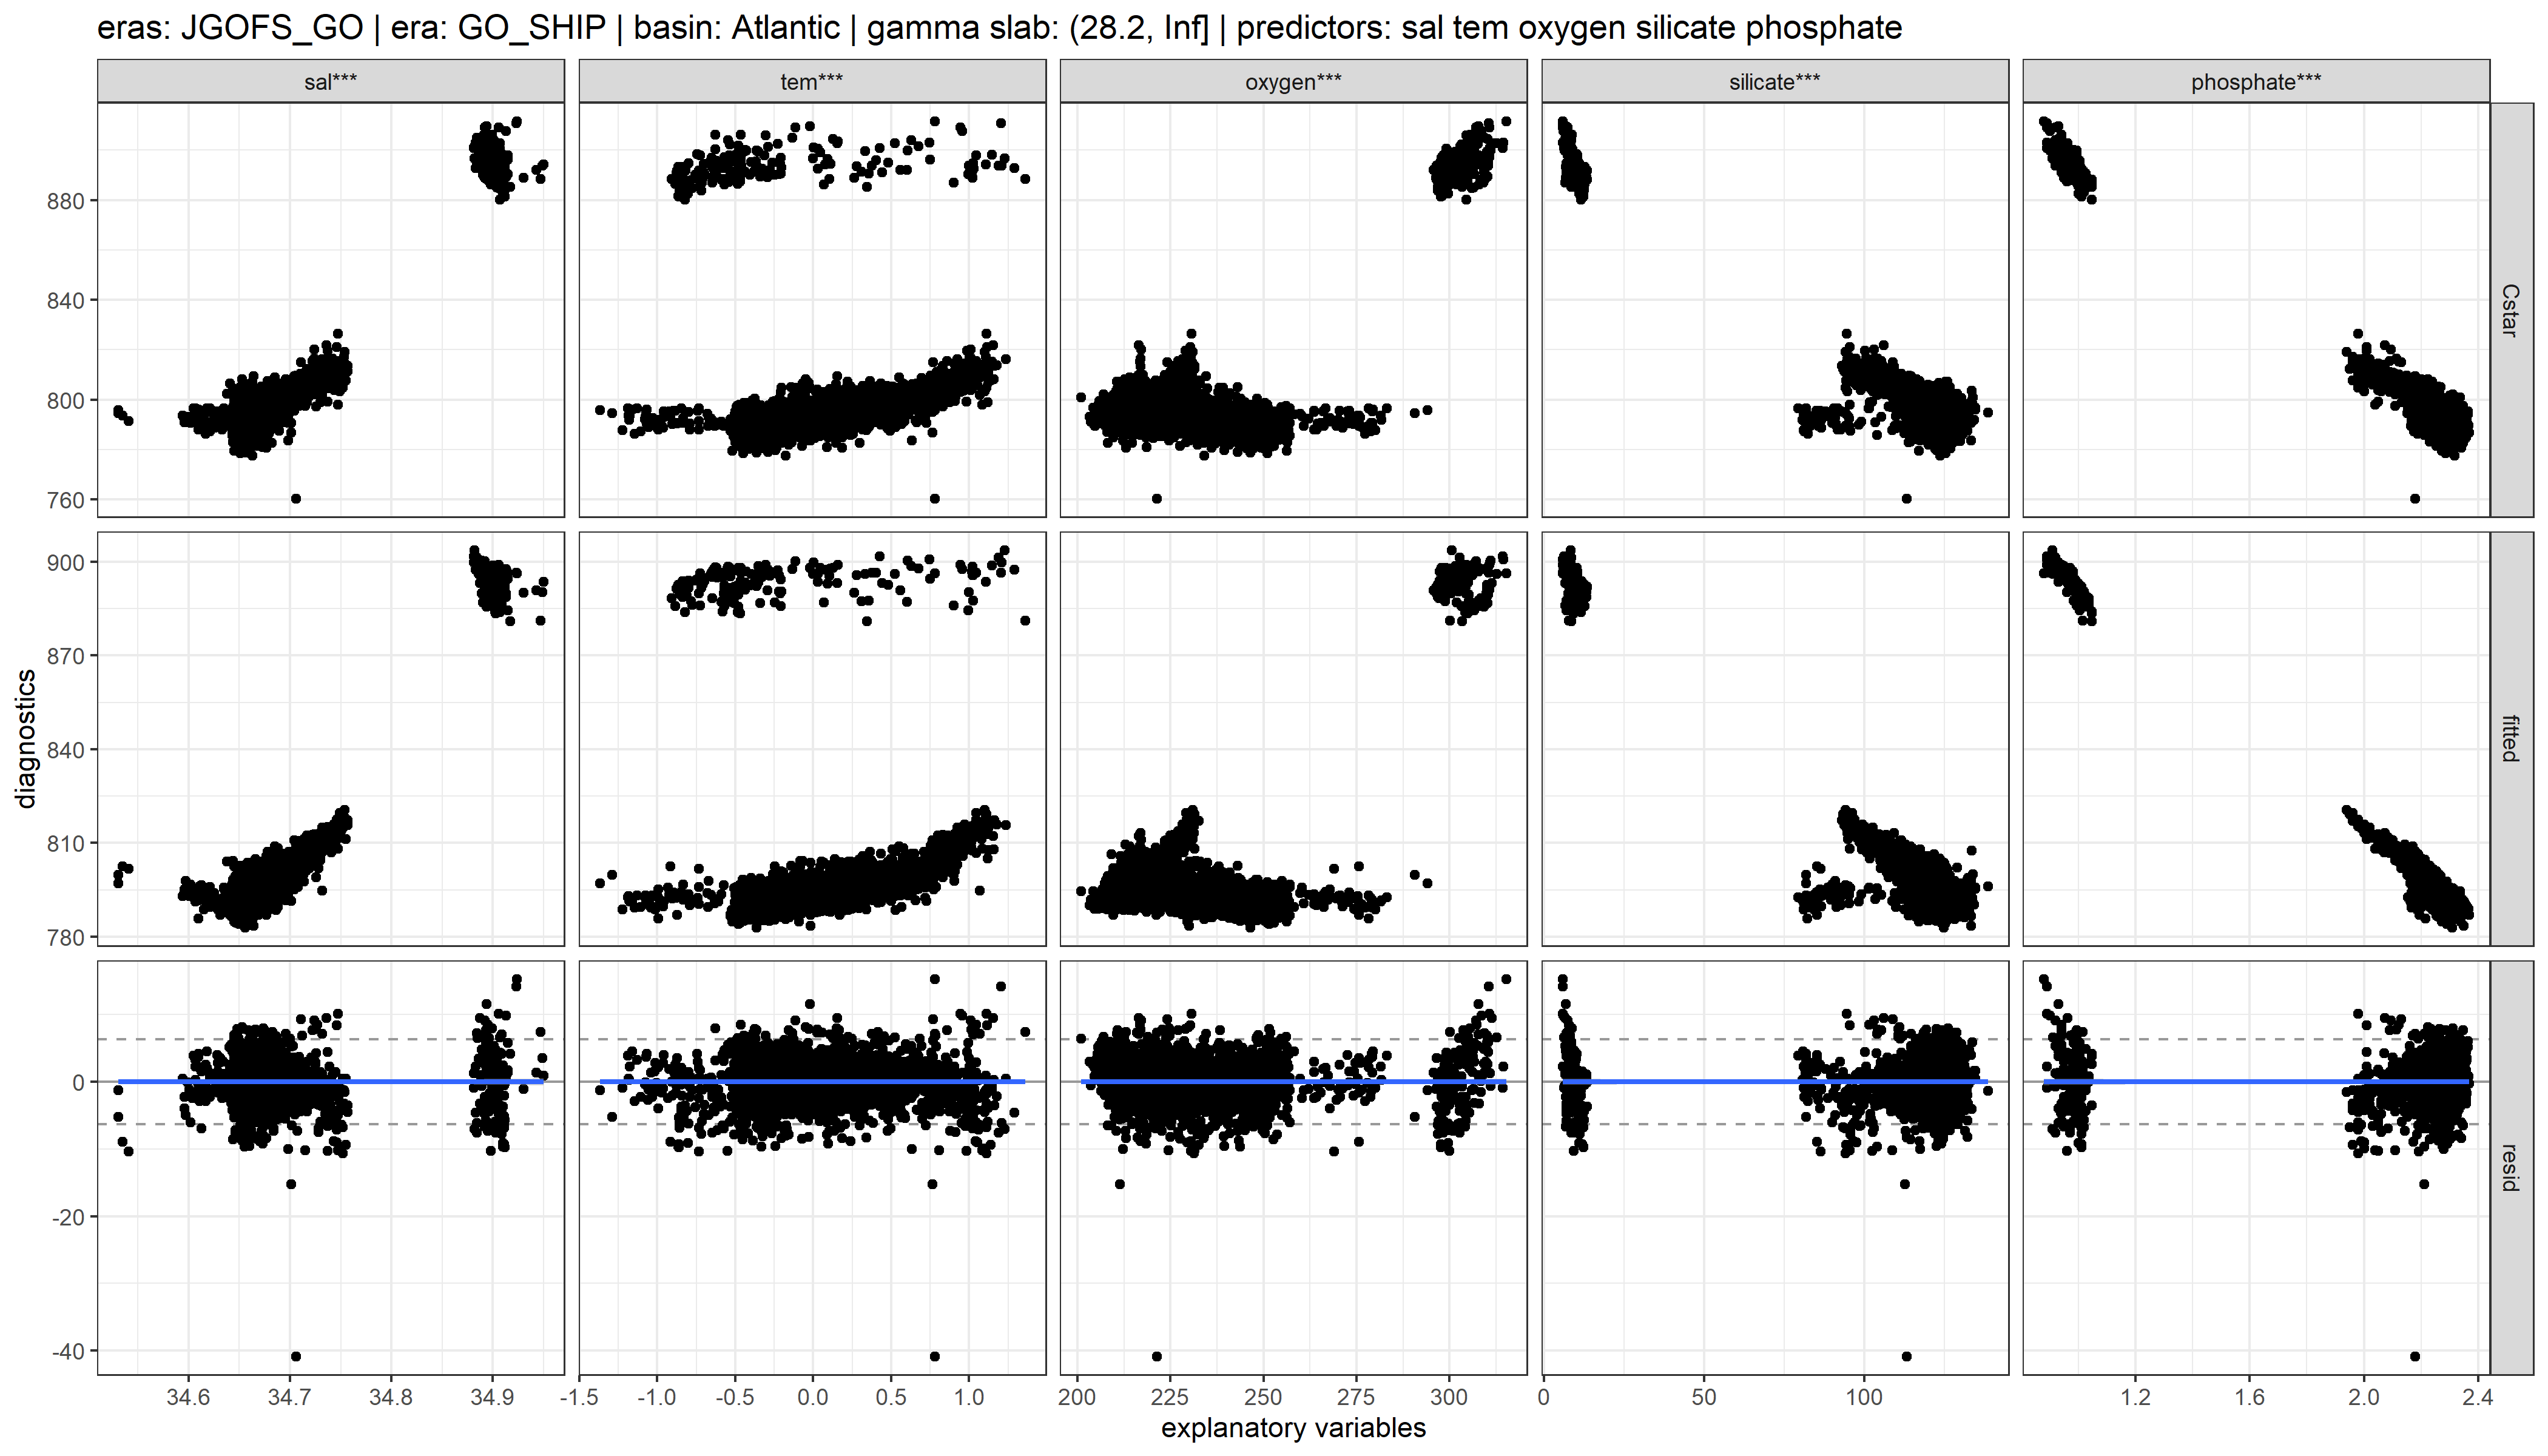 eras: JGOFS_GO | era: GO_SHIP | basin: Atlantic | gamma slab: (28.2, Inf] | predictors: sal tem oxygen silicate phosphate
sal*** tem*** oxygen*** silicate*** phosphate***
880
840
800
760
Cstar
900
870
840
810
780
fitted
diagnostics
0
-20
-40
resid
34.6 34.7 34.8 34.9 -1.5 -1.0 -0.5 0.0 0.5 1.0 200 225 250 275 300 0 50 100 1.2 1.6 2.0 2.4
explanatory variables